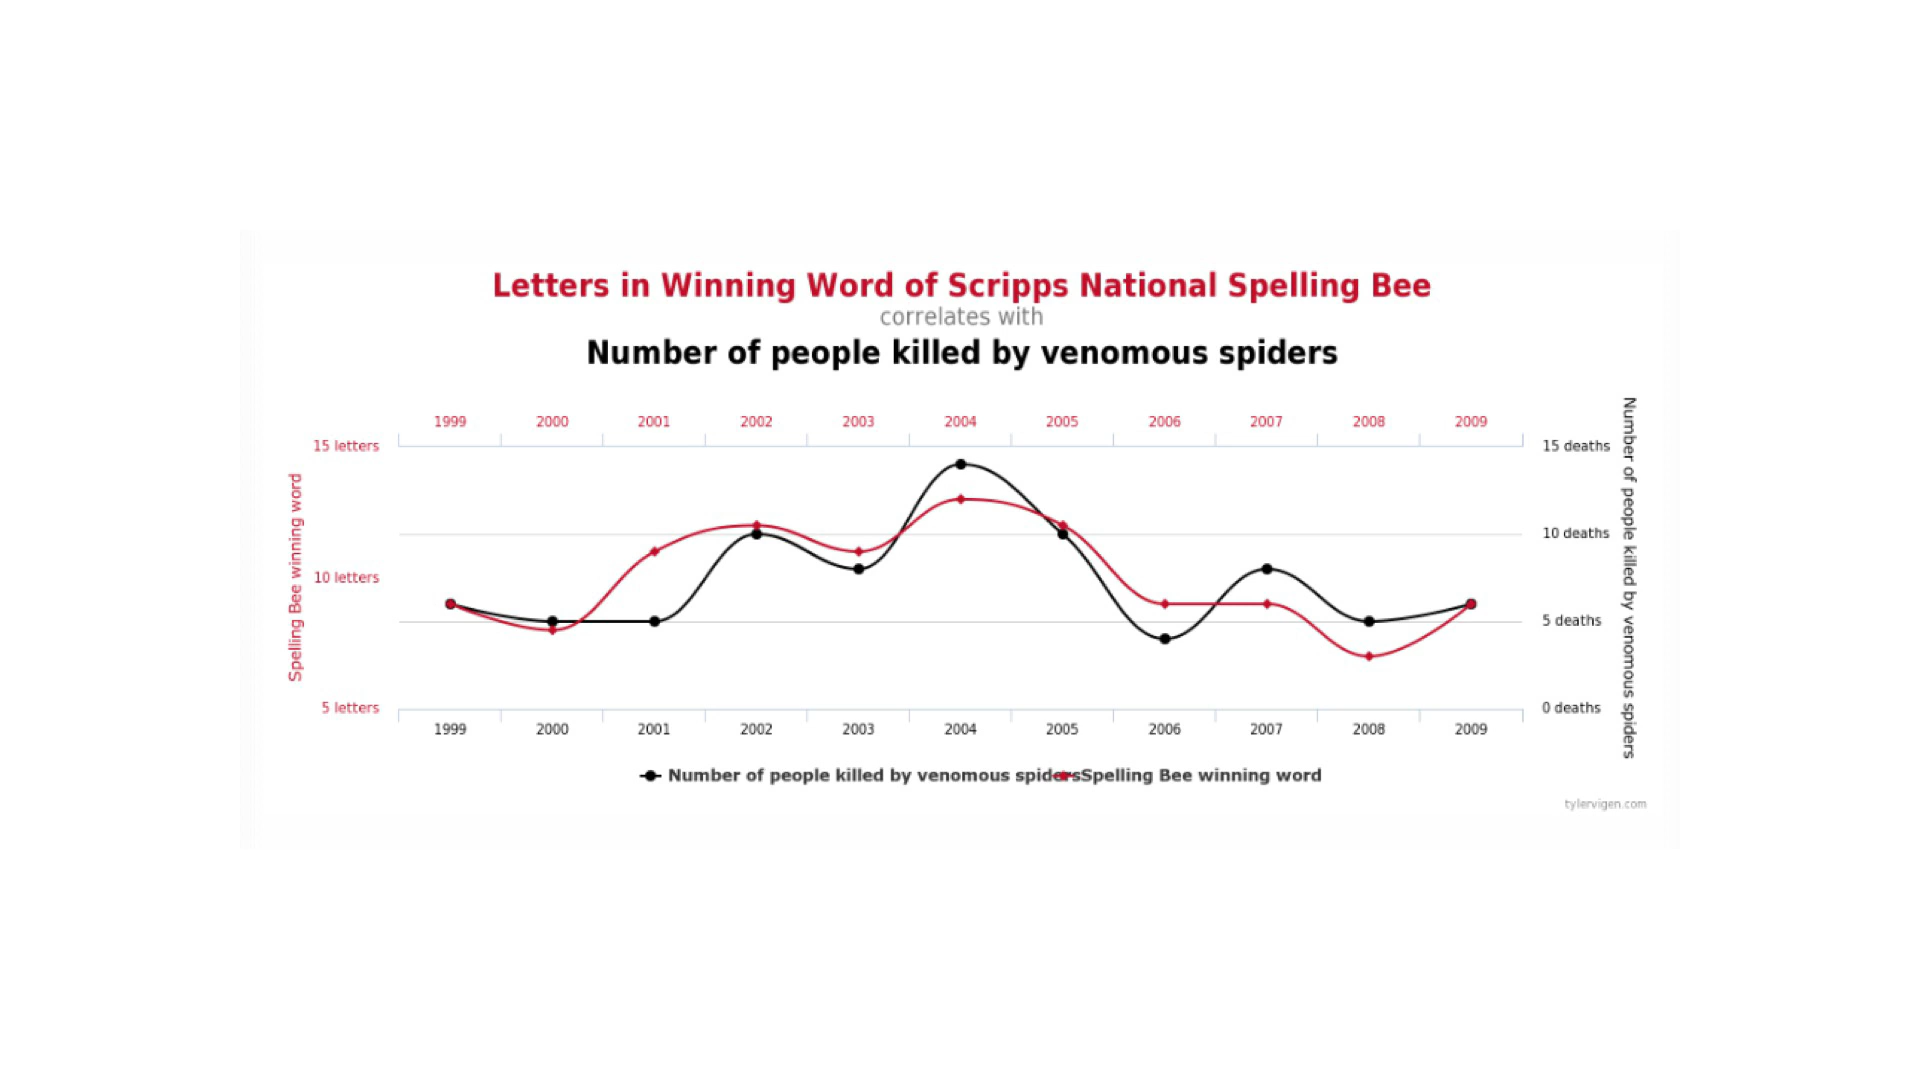 Letters in Winning Word of Scripps National Spelling Bee
correlates with
Number of people killed by venomous spiders
1999 2000 2001 2002 2003 2004 2005 2006 2007 2008 2009
Spelling Bee winning word
15 letters
10 letters
5 letters
15 deaths
10 deaths
5 deaths
0 deaths
Number of people killed by venomous spiders
1999 2000 2001 2002 2003 2004 2005 2006 2007 2008 2009
Number of people killed by venomous spiders Spelling Bee winning word
tylervigen.com